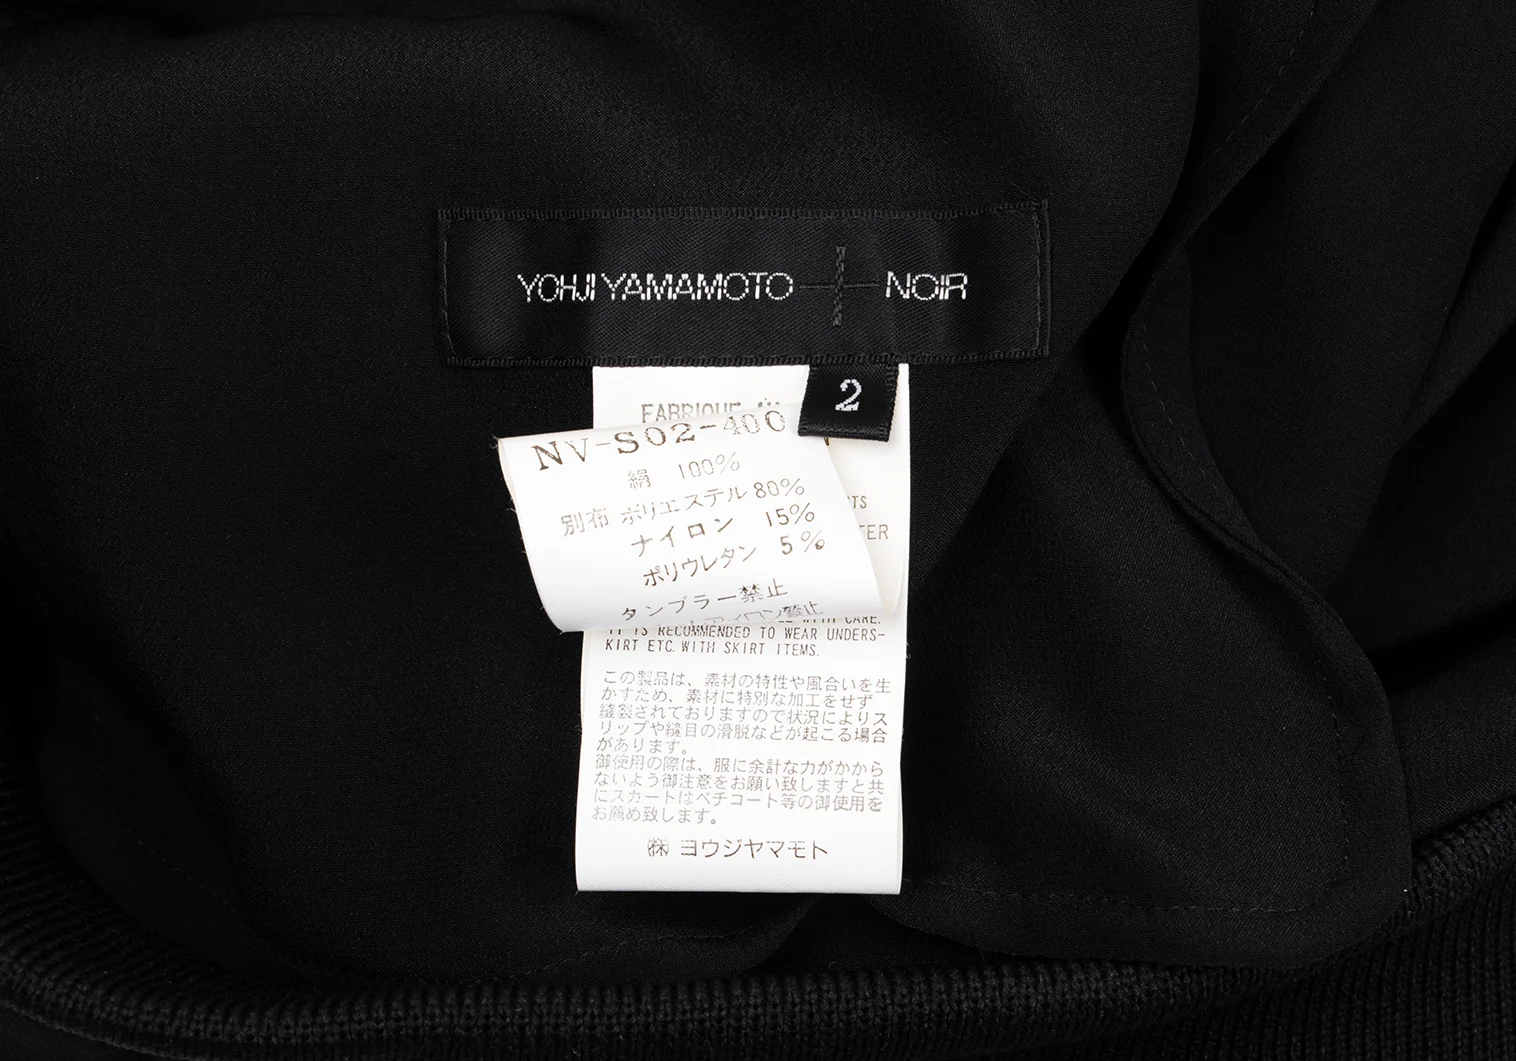 YOHJI YAMAMOTO NOIR
2
FABRIQUE
NV-S02-400
絹 100%
別布 ポリエステル 80%
ナイロン 15%
ポリウレタン 5%
タンブラー禁止
アイロン禁止
WITH CARE.
IT IS RECOMMENDED TO WEAR UNDERS-
KIRT ETC. WITH SKIRT ITEMS.
この製品は、素材の特性や風合いを生
かすため、素材に特別な加工をせず
縫製されておりますので状況によりス
リップや縫目の滑脱などが起こる場合
があります。
御使用の際は、服に余計な力がかから
ないよう御注意をお願い致しますと共
にスカートはペチコート等の御使用を
お薦め致します。
㈱ ヨウジヤマモト